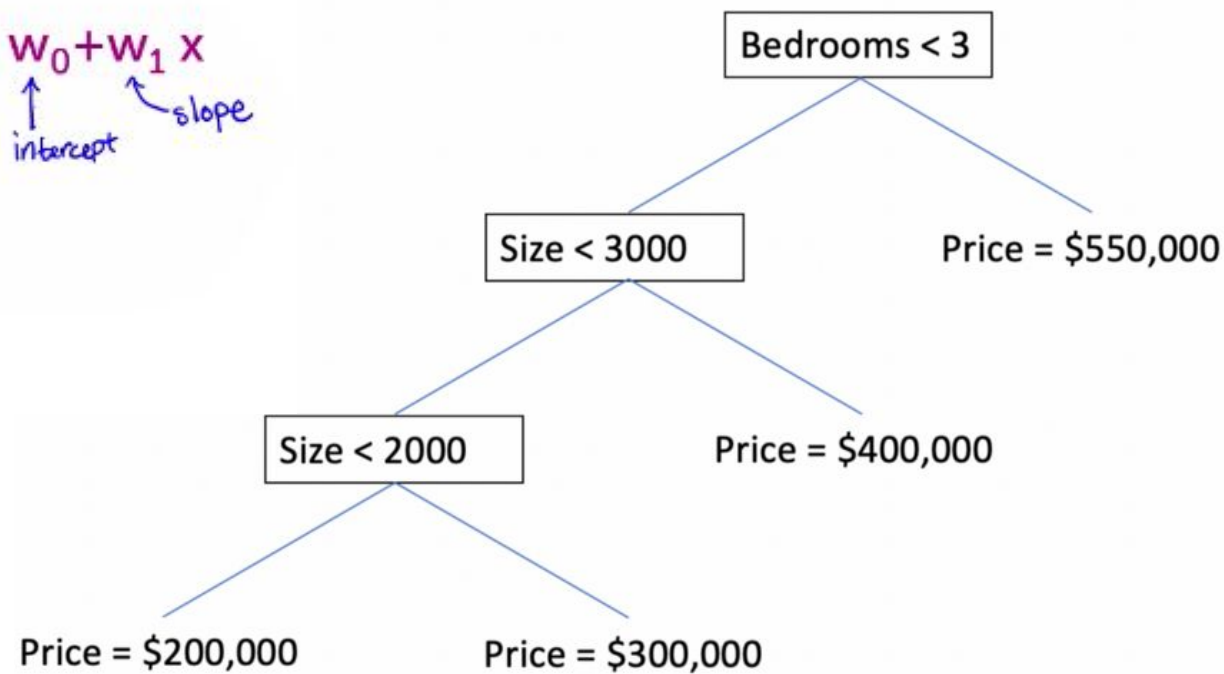 w₀+w₁ x
slope
intercept
Bedrooms < 3
Size < 3000
Price = $550,000
Size < 2000
Price = $400,000
Price = $200,000
Price = $300,000